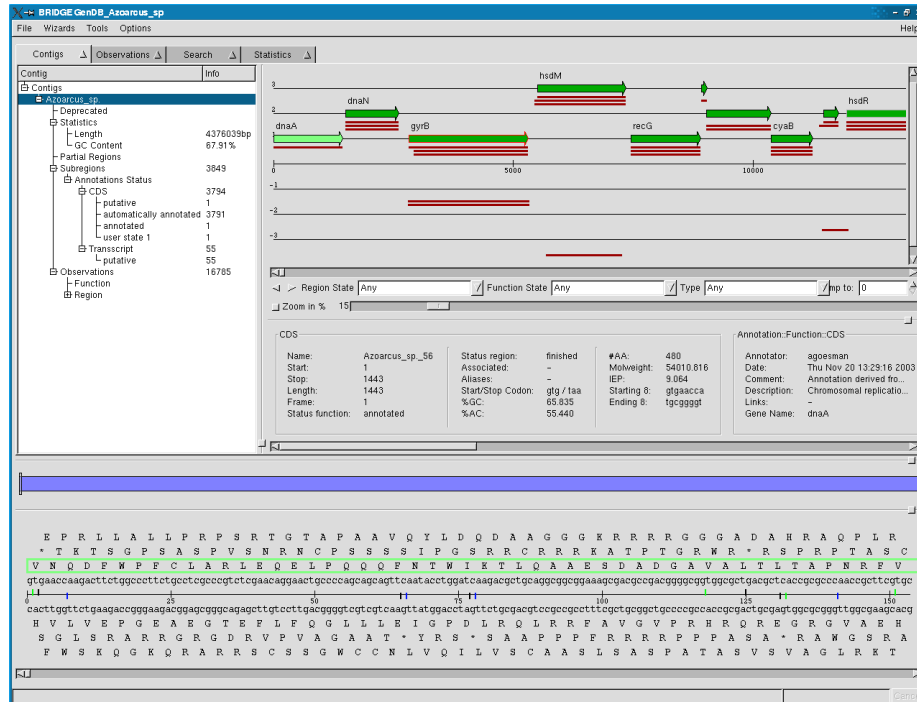 BRIDGE GenDB_Azoarcus_sp
File Wizards Tools Options Help
Contigs Observations Search Statistics
Contig Info
Contigs
Azoarcus_sp.
Deprecated
Statistics
Length 4376039bp
GC Content 67.91%
Partial Regions
Subregions 3849
Annotations Status
CDS 3794
putative 1
automatically annotated 3791
annotated 1
user state 1 1
Transscript 55
putative 55
Observations 16785
Function
Region
hsdM
3
dnaN hsdR
2
dnaA gyrB recG cyaB
1
0 5000 10000
-1
-2
-3
Region State Any Function State Any Type Any mp to: 0
Zoom in % 15
CDS
Name: Azoarcus_sp._56
Start: 1
Stop: 1443
Length: 1443
Frame: 1
Status function: annotated
Status region: finished
Associated: -
Aliases: -
Start/Stop Codon: gtg / taa
%GC: 65.835
%AC: 55.440
#AA: 480
Molweight: 54010.816
IEP: 9.064
Starting 8: gtgaacca
Ending 8: tgcggggt
Annotation::Function::CDS
Annotator: agoesman
Date: Thu Nov 20 13:29:16 2003
Comment: Annotation derived fro...
Description: Chromosomal replicatio...
Links: -
Gene Name: dnaA
E P R L L A L L P R P S R T G T A P A A V Q Y L D Q D A A G G G K R R R R G G G A D A H R A Q P L R
* T K T S G P S A S P V S N R N C P S S S S I P G S R R C R R R K A T P T G R W R * R S P R P T A S C
V N Q D F W P F C L A R L E Q E L P Q Q Q F N T W I K T L Q A A E S D A D G A V A L T L T A P N R F V
0 25 50 75 100 125 150
H V L V E P G E A E G T E F L F Q G L L L E I P D L R Q L R R F A V G V P R H R Q R E G R G V A E H
S G L S R A R R G R G D R V P V A G A A T * Y R S * S A A P P P F R R R R P P P A S A * R A W G S R A
F W S K Q G K Q R A R R S C S S G W C C N L V Q I L V S C A A S L S A S P A T A S V S V A G L R K T